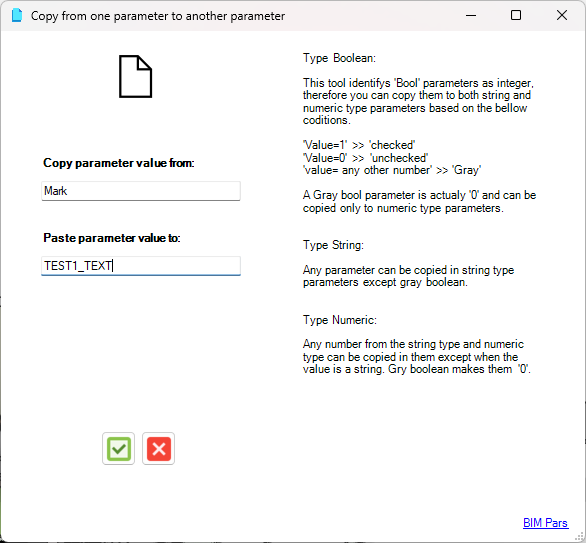 Copy from one parameter to another parameter
Copy parameter value from:
Mark
Paste parameter value to:
TEST1_TEXT
Type Boolean:
This tool identifys 'Bool' parameters as integer,
therefore you can copy them to both string and
numeric type parameters based on the bellow
coditions.
'Value=1' >> 'checked'
'Value=0' >> 'unchecked'
'value= any other number' >> 'Gray'
A Gray bool parameter is actualy '0' and can be
copied only to numeric type parameters.
Type String:
Any parameter can be copied in string type
parameters except gray boolean.
Type Numeric:
Any number from the string type and numeric
type can be copied in them except when the
value is a string. Gry boolean makes them '0'.
BIM Pars